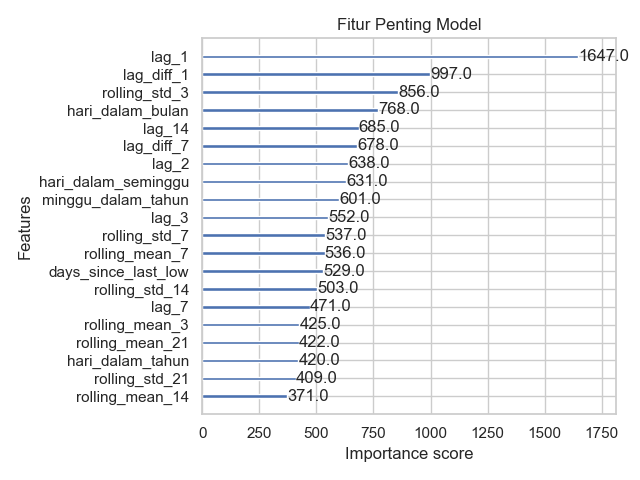 Fitur Penting Model
lag_1 1647.0
lag_diff_1 997.0
rolling_std_3 856.0
hari_dalam_bulan 768.0
lag_14 685.0
lag_diff_7 678.0
lag_2 638.0
hari_dalam_seminggu 631.0
minggu_dalam_tahun 601.0
lag_3 552.0
rolling_std_7 537.0
rolling_mean_7 536.0
days_since_last_low 529.0
rolling_std_14 503.0
lag_7 471.0
rolling_mean_3 425.0
rolling_mean_21 422.0
hari_dalam_tahun 420.0
rolling_std_21 409.0
rolling_mean_14 371.0
Features
0 250 500 750 1000 1250 1500 1750
Importance score